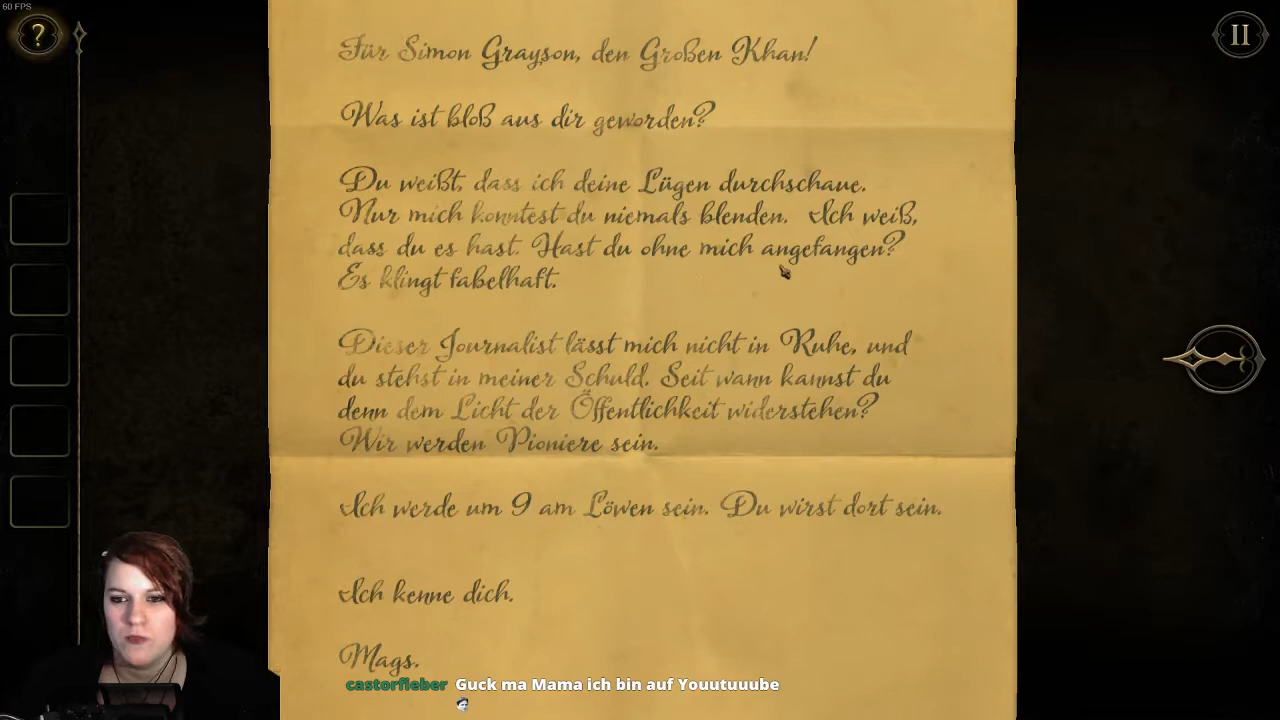 60 FPS
?
Für Simon Grayson, den Großen Khan!
Was ist bloß aus dir geworden?
Du weißt, dass ich deine Lügen durchschaue.
Nur mich konntest du niemals blenden. Ich weiß,
dass du es hast. Hast du ohne mich angefangen?
Es klingt fabelhaft.
Dieser Journalist lässt mich nicht in Ruhe, und
du stehst in meiner Schuld. Seit wann kannst du
denn dem Licht der Öffentlichkeit widerstehen?
Wir werden Pioniere sein.
Ich werde um 9 am Löwen sein. Du wirst dort sein.
Ich kenne dich.
Mags.
castorfieber Guck ma Mama ich bin auf Youutuuube